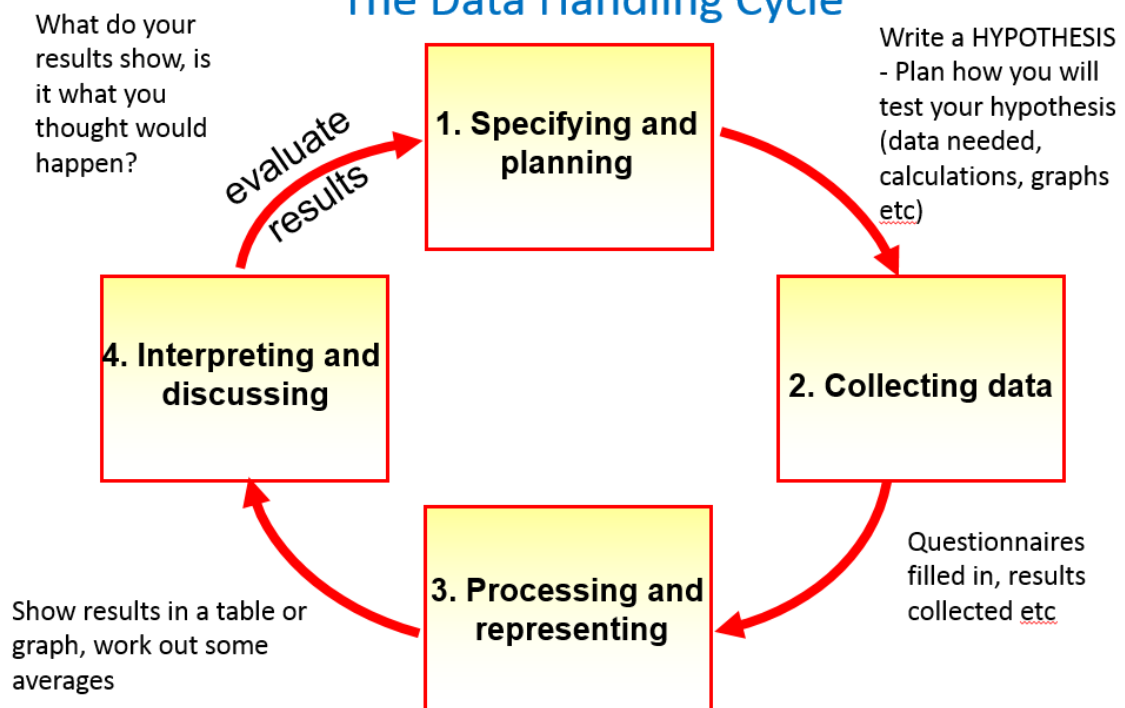 The Data Handling Cycle
What do your
results show, is
it what you
thought would
happen?
evaluate
results
1. Specifying and
planning
Write a HYPOTHESIS
- Plan how you will
test your hypothesis
(data needed,
calculations, graphs
etc)
4. Interpreting and
discussing
2. Collecting data
3. Processing and
representing
Questionnaires
filled in, results
collected etc
Show results in a table or
graph, work out some
averages